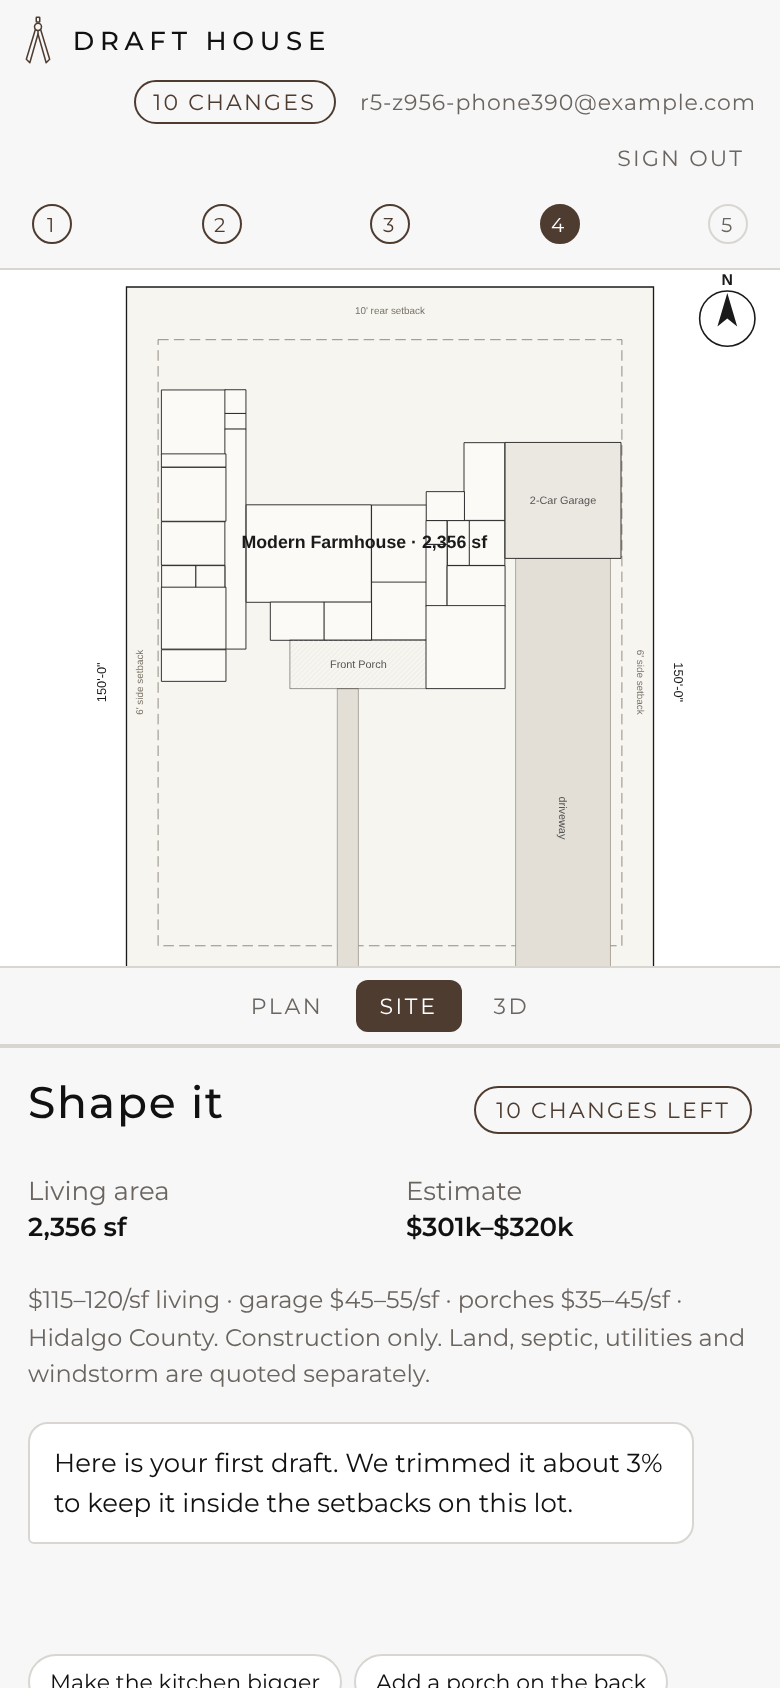 DRAFT HOUSE
10 CHANGES
r5-z956-phone390@example.com
SIGN OUT
1
2
3
4
5
N
10' rear setback
2-Car Garage
Modern Farmhouse · 2,356 sf
Front Porch
150'-0"
6' side setback
6' side setback
150'-0"
driveway
PLAN
SITE
3D
Shape it
10 CHANGES LEFT
Living area
2,356 sf
Estimate
$301k–$320k
$115–120/sf living · garage $45–55/sf · porches $35–45/sf ·
Hidalgo County. Construction only. Land, septic, utilities and
windstorm are quoted separately.
Here is your first draft. We trimmed it about 3%
to keep it inside the setbacks on this lot.
Make the kitchen bigger
Add a porch on the back